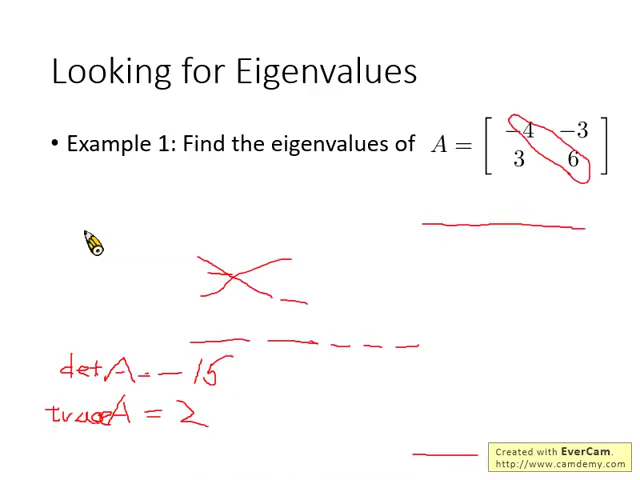 Looking for Eigenvalues
• Example 1: Find the eigenvalues of A = [ −4 −3
3 6 ]
det A = − 15
trace A = 2
Created with EverCam.
http://www.camdemy.com